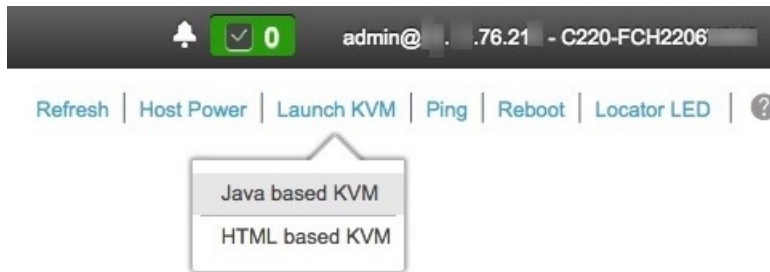 0 admin@ . .76.21 - C220-FCH2206
Refresh | Host Power | Launch KVM | Ping | Reboot | Locator LED | ?
Java based KVM
HTML based KVM